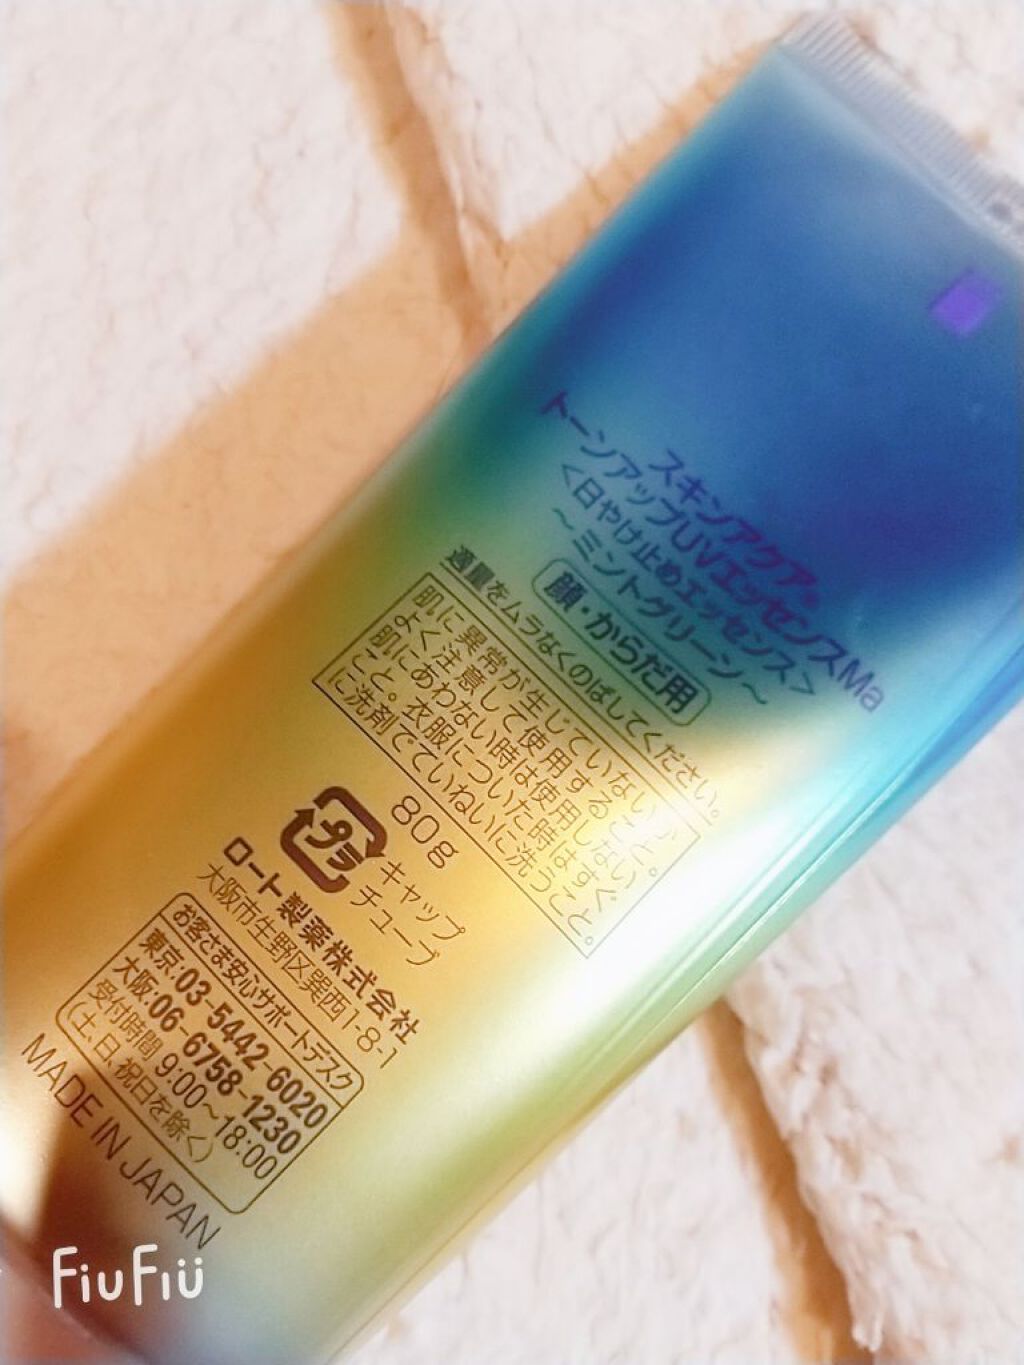 スキンアクア®
トーンアップUVエッセンスMa
<日やけ止めエッセンス>
～ミントグリーン～
顔・からだ用
適量をムラなくのばしてください。
肌に異常が生じていないか
よく注意して使用すること。
肌にあわない時は使用しない
こと。衣服についた時はすぐ
に洗剤でていねいに洗うこと。
80g
プラ
キャップ
チューブ
ロート製薬株式会社
大阪市生野区巽西1-8-1
お客さま安心サポートデスク
東京:03-5442-6020
大阪:06-6758-1230
受付時間 9:00～18:00
(土、日、祝日を除く)
MADE IN JAPAN
FiuFiü